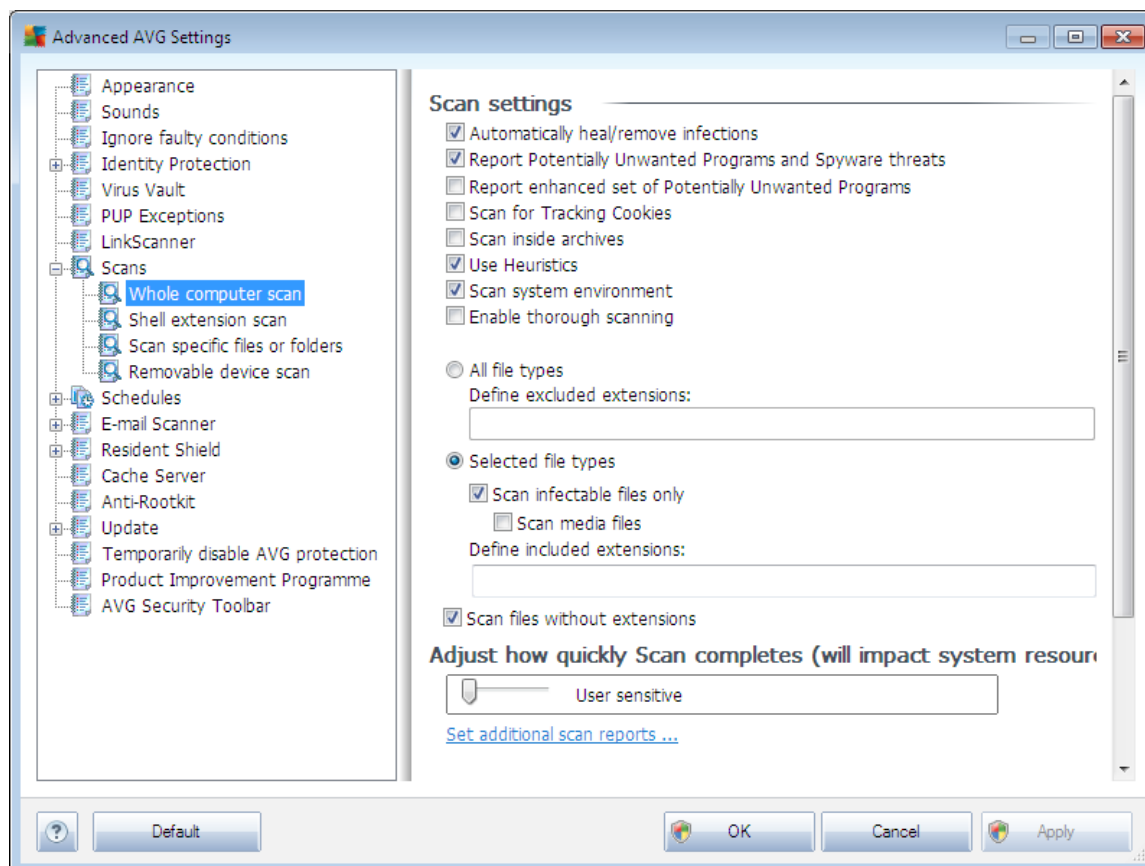 Advanced AVG Settings
Appearance
Sounds
Ignore faulty conditions
Identity Protection
Virus Vault
PUP Exceptions
LinkScanner
Scans
Whole computer scan
Shell extension scan
Scan specific files or folders
Removable device scan
Schedules
E-mail Scanner
Resident Shield
Cache Server
Anti-Rootkit
Update
Temporarily disable AVG protection
Product Improvement Programme
AVG Security Toolbar
Scan settings
Automatically heal/remove infections
Report Potentially Unwanted Programs and Spyware threats
Report enhanced set of Potentially Unwanted Programs
Scan for Tracking Cookies
Scan inside archives
Use Heuristics
Scan system environment
Enable thorough scanning
All file types
Define excluded extensions:
Selected file types
Scan infectable files only
Scan media files
Define included extensions:
Scan files without extensions
Adjust how quickly Scan completes (will impact system resour
User sensitive
Set additional scan reports ...
? Default OK Cancel Apply